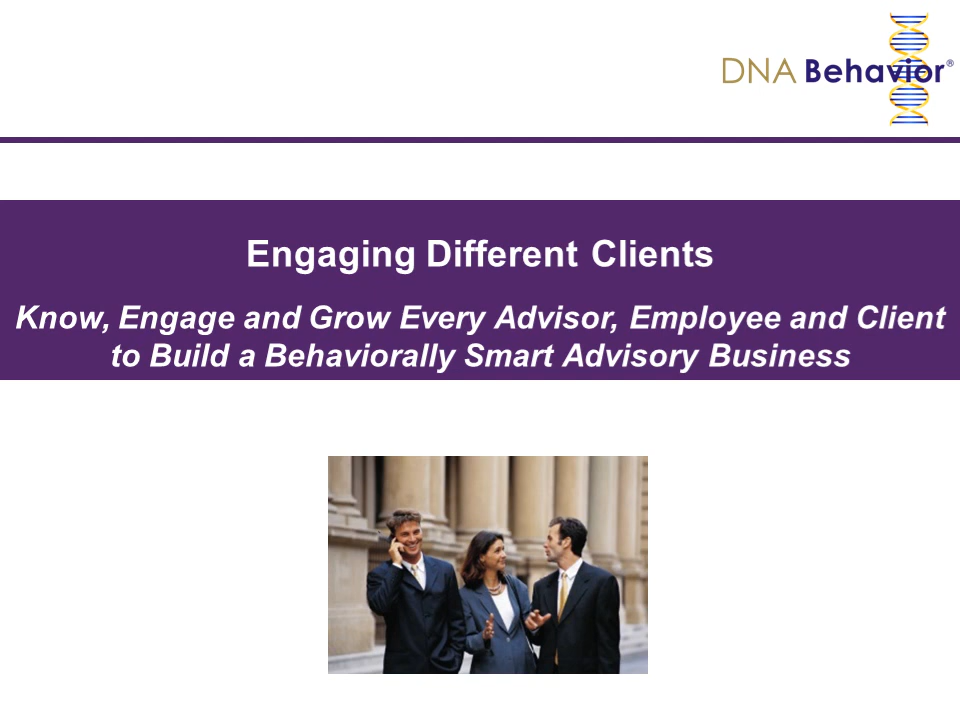 DNA Behavior®
Engaging Different Clients
Know, Engage and Grow Every Advisor, Employee and Client
to Build a Behaviorally Smart Advisory Business